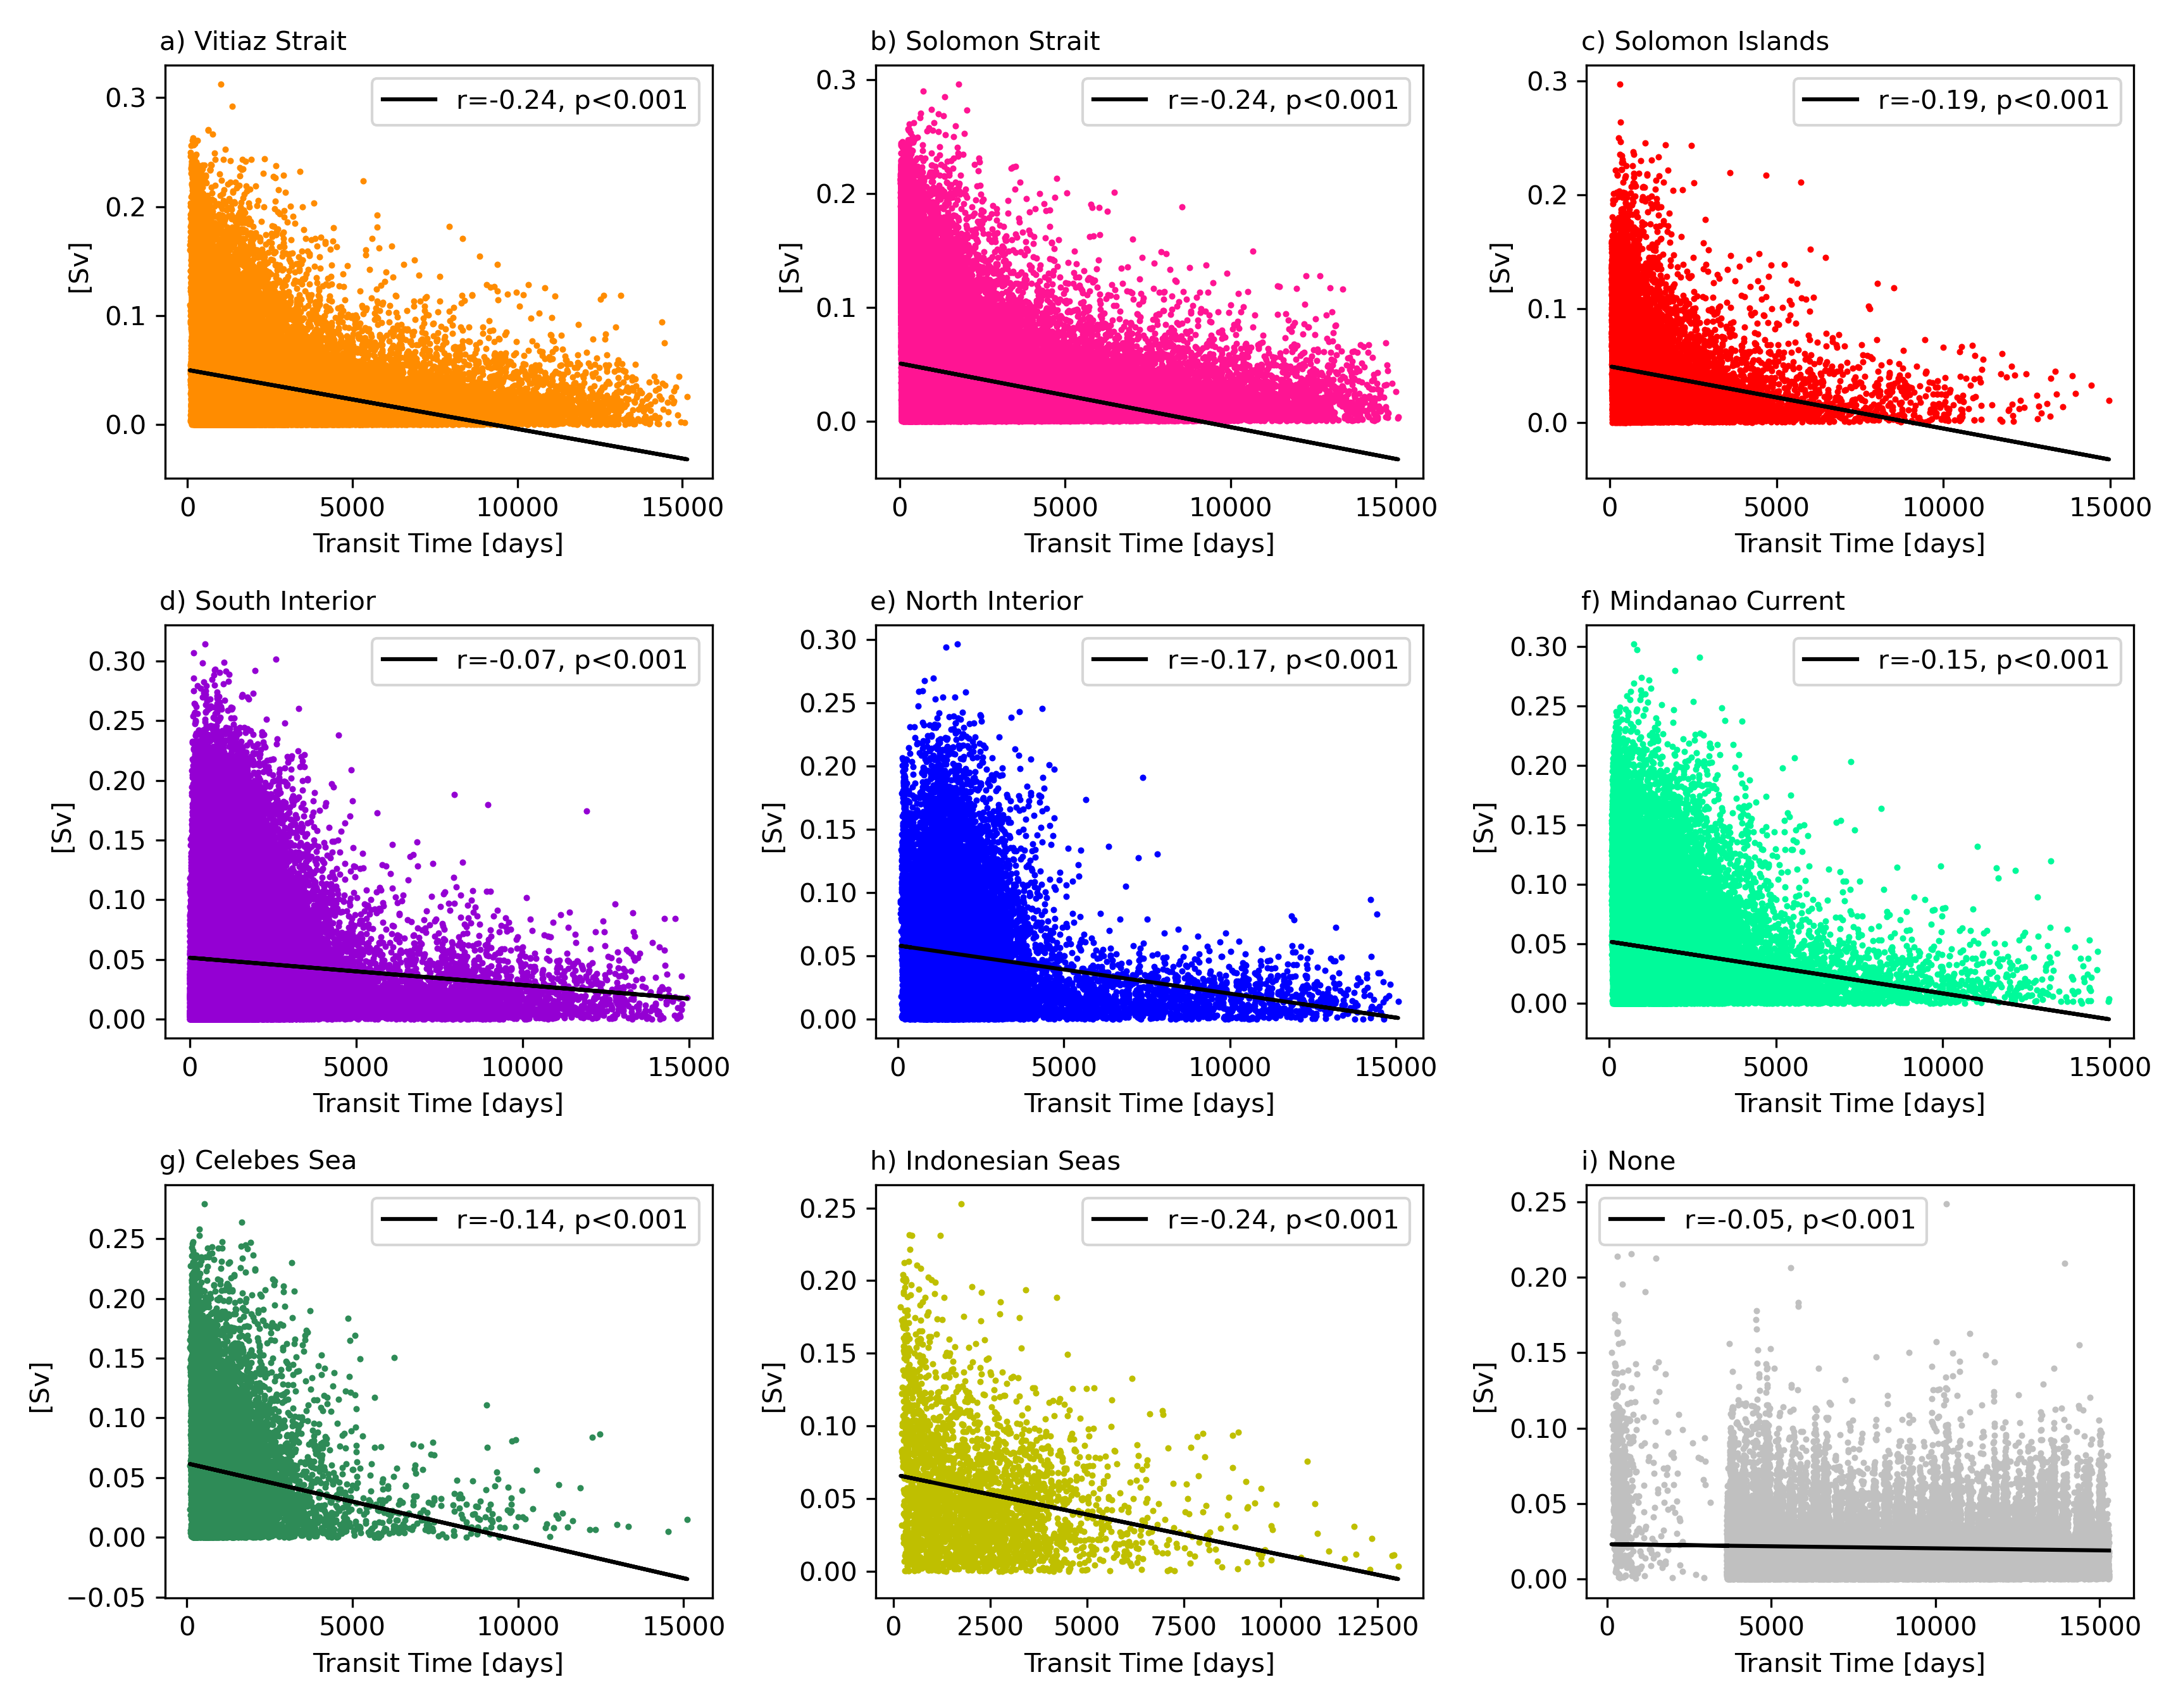 a) Vitiaz Strait
r=-0.24, p<0.001
0.3
0.2
0.1
0.0
[Sv]
0 5000 10000 15000
Transit Time [days]
b) Solomon Strait
r=-0.24, p<0.001
0.3
0.2
0.1
0.0
[Sv]
0 5000 10000 15000
Transit Time [days]
c) Solomon Islands
r=-0.19, p<0.001
0.3
0.2
0.1
0.0
[Sv]
0 5000 10000 15000
Transit Time [days]
d) South Interior
r=-0.07, p<0.001
0.30
0.25
0.20
0.15
0.10
0.05
0.00
[Sv]
0 5000 10000 15000
Transit Time [days]
e) North Interior
r=-0.17, p<0.001
0.30
0.25
0.20
0.15
0.10
0.05
0.00
[Sv]
0 5000 10000 15000
Transit Time [days]
f) Mindanao Current
r=-0.15, p<0.001
0.30
0.25
0.20
0.15
0.10
0.05
0.00
[Sv]
0 5000 10000 15000
Transit Time [days]
g) Celebes Sea
r=-0.14, p<0.001
0.25
0.20
0.15
0.10
0.05
0.00
−0.05
[Sv]
0 5000 10000 15000
Transit Time [days]
h) Indonesian Seas
r=-0.24, p<0.001
0.25
0.20
0.15
0.10
0.05
0.00
[Sv]
0 2500 5000 7500 10000 12500
Transit Time [days]
i) None
r=-0.05, p<0.001
0.25
0.20
0.15
0.10
0.05
0.00
[Sv]
0 5000 10000 15000
Transit Time [days]